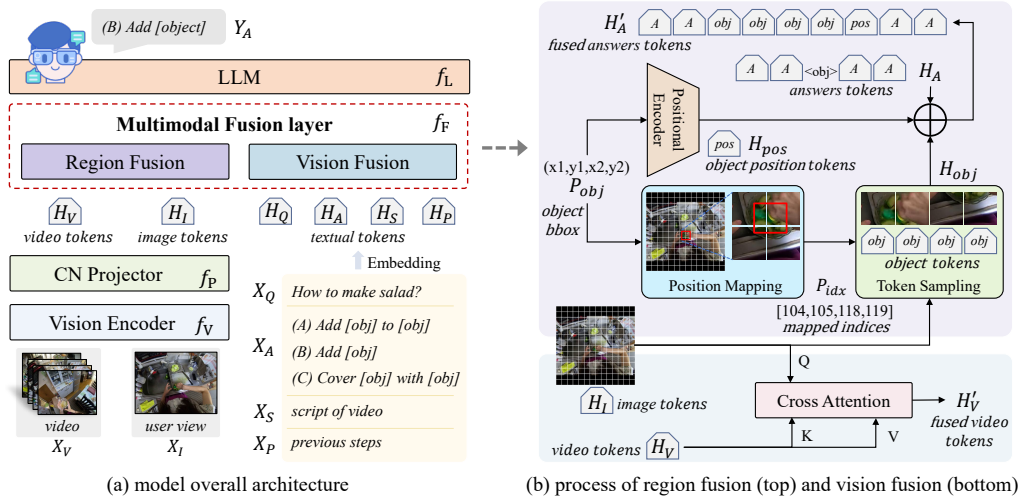 (B) Add [object]
Y_A
LLM
f_L
Multimodal Fusion layer
f_F
Region Fusion
Vision Fusion
H_V
H_I
H_Q
H_A
H_S
H_P
video tokens
image tokens
textual tokens
Embedding
CN Projector
f_P
Vision Encoder
f_V
video
X_V
user view
X_I
X_Q
How to make salad?
X_A
(A) Add [obj] to [obj]
(B) Add [obj]
(C) Cover [obj] with [obj]
X_S
script of video
X_P
previous steps
(a) model overall architecture
H'_A
A A obj obj obj obj pos A A
fused answers tokens
A A <obj> A A
answers tokens
H_A
Positional
Encoder
pos
H_pos
object position tokens
(x1,y1,x2,y2)
P_obj
object
bbox
H_obj
Position Mapping
obj obj obj obj
object tokens
Token Sampling
P_idx
[104,105,118,119]
mapped indices
H_I
image tokens
Q
Cross Attention
H'_V
fused video
tokens
video tokens
H_V
K
V
(b) process of region fusion (top) and vision fusion (bottom)